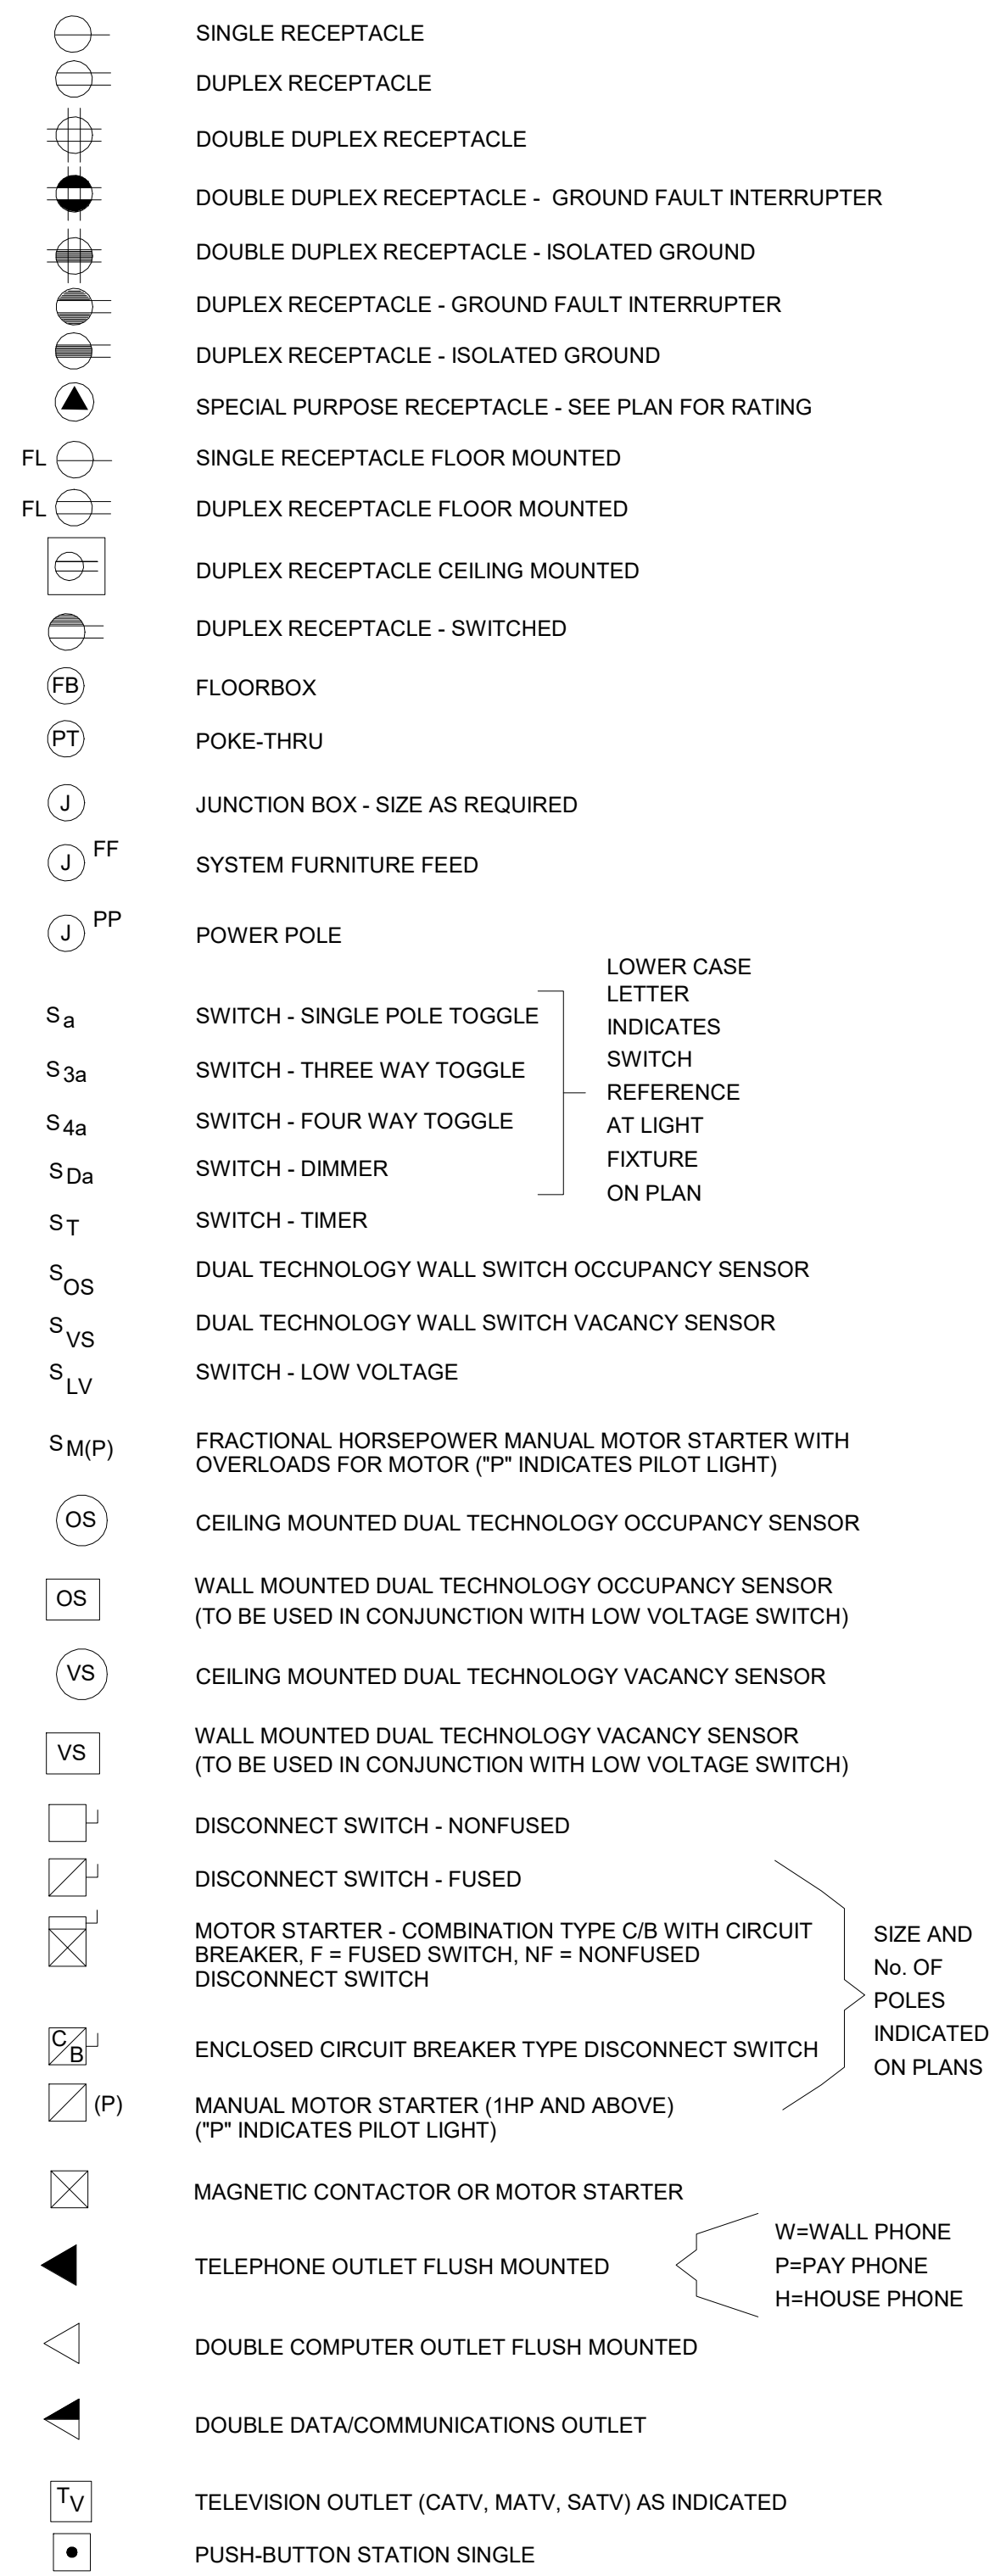 SINGLE RECEPTACLE
DUPLEX RECEPTACLE
DOUBLE DUPLEX RECEPTACLE
DOUBLE DUPLEX RECEPTACLE - GROUND FAULT INTERRUPTER
DOUBLE DUPLEX RECEPTACLE - ISOLATED GROUND
DUPLEX RECEPTACLE - GROUND FAULT INTERRUPTER
DUPLEX RECEPTACLE - ISOLATED GROUND
SPECIAL PURPOSE RECEPTACLE - SEE PLAN FOR RATING
FL SINGLE RECEPTACLE FLOOR MOUNTED
FL DUPLEX RECEPTACLE FLOOR MOUNTED
DUPLEX RECEPTACLE CEILING MOUNTED
DUPLEX RECEPTACLE - SWITCHED
FB FLOORBOX
PT POKE-THRU
J JUNCTION BOX - SIZE AS REQUIRED
J FF SYSTEM FURNITURE FEED
J PP POWER POLE
Sa SWITCH - SINGLE POLE TOGGLE
S3a SWITCH - THREE WAY TOGGLE
S4a SWITCH - FOUR WAY TOGGLE
SDa SWITCH - DIMMER
LOWER CASE
LETTER
INDICATES
SWITCH
REFERENCE
AT LIGHT
FIXTURE
ON PLAN
ST SWITCH - TIMER
SOS DUAL TECHNOLOGY WALL SWITCH OCCUPANCY SENSOR
SVS DUAL TECHNOLOGY WALL SWITCH VACANCY SENSOR
SLV SWITCH - LOW VOLTAGE
SM(P) FRACTIONAL HORSEPOWER MANUAL MOTOR STARTER WITH
OVERLOADS FOR MOTOR ("P" INDICATES PILOT LIGHT)
OS CEILING MOUNTED DUAL TECHNOLOGY OCCUPANCY SENSOR
OS WALL MOUNTED DUAL TECHNOLOGY OCCUPANCY SENSOR
(TO BE USED IN CONJUNCTION WITH LOW VOLTAGE SWITCH)
VS CEILING MOUNTED DUAL TECHNOLOGY VACANCY SENSOR
VS WALL MOUNTED DUAL TECHNOLOGY VACANCY SENSOR
(TO BE USED IN CONJUNCTION WITH LOW VOLTAGE SWITCH)
DISCONNECT SWITCH - NONFUSED
DISCONNECT SWITCH - FUSED
MOTOR STARTER - COMBINATION TYPE C/B WITH CIRCUIT
BREAKER, F = FUSED SWITCH, NF = NONFUSED
DISCONNECT SWITCH
C/B ENCLOSED CIRCUIT BREAKER TYPE DISCONNECT SWITCH
(P) MANUAL MOTOR STARTER (1HP AND ABOVE)
("P" INDICATES PILOT LIGHT)
SIZE AND
No. OF
POLES
INDICATED
ON PLANS
MAGNETIC CONTACTOR OR MOTOR STARTER
TELEPHONE OUTLET FLUSH MOUNTED
W=WALL PHONE
P=PAY PHONE
H=HOUSE PHONE
DOUBLE COMPUTER OUTLET FLUSH MOUNTED
DOUBLE DATA/COMMUNICATIONS OUTLET
TV TELEVISION OUTLET (CATV, MATV, SATV) AS INDICATED
PUSH-BUTTON STATION SINGLE